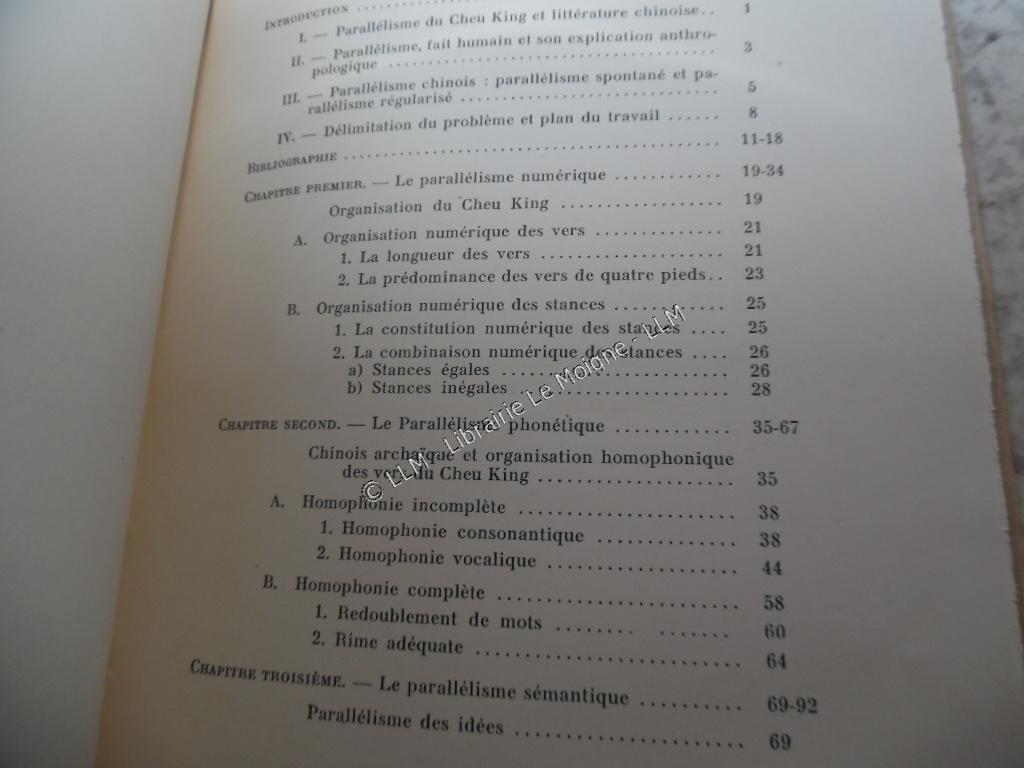 INTRODUCTION ........
I. — Parallélisme du Cheu King et littérature chinoise.. 1
II. — Parallélisme, fait humain et son explication anthro-
pologique ........ 3
III. — Parallélisme chinois : parallélisme spontané et pa-
rallélisme régularisé ........ 5
IV. — Délimitation du problème et plan du travail ...... 8
BIBLIOGRAPHIE ........ 11-18
CHAPITRE PREMIER. — Le parallélisme numérique ............ 19-34
Organisation du Cheu King .................. 19
A. Organisation numérique des vers .............. 21
1. La longueur des vers .................... 21
2. La prédominance des vers de quatre pieds.. 23
B. Organisation numérique des stances ............ 25
1. La constitution numérique des stances .... 25
2. La combinaison numérique des stances .... 26
a) Stances égales ........................ 26
b) Stances inégales ...................... 28
CHAPITRE SECOND. — Le Parallélisme phonétique ............ 35-67
Chinois archaïque et organisation homophonique
des vers du Cheu King .................... 35
A. Homophonie incomplète ...................... 38
1. Homophonie consonantique .............. 38
2. Homophonie vocalique .................. 44
B. Homophonie complète ........................ 58
1. Redoublement de mots ........ ....... 60
2. Rime adéquate .......................... 64
CHAPITRE TROISIÈME. — Le parallélisme sémantique .......... 69-92
Parallélisme des idées ...................... 69
© LLM - Librairie Le Moigne - LLM